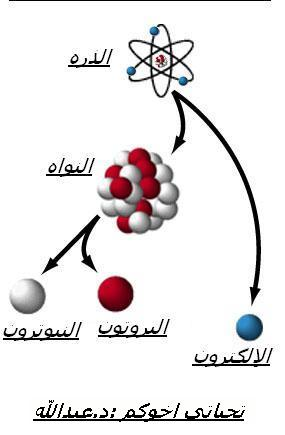 الذره
النواه
النيوترون
البروتون
الإلكترون
تحياتي اخوكم :د.عبدالله